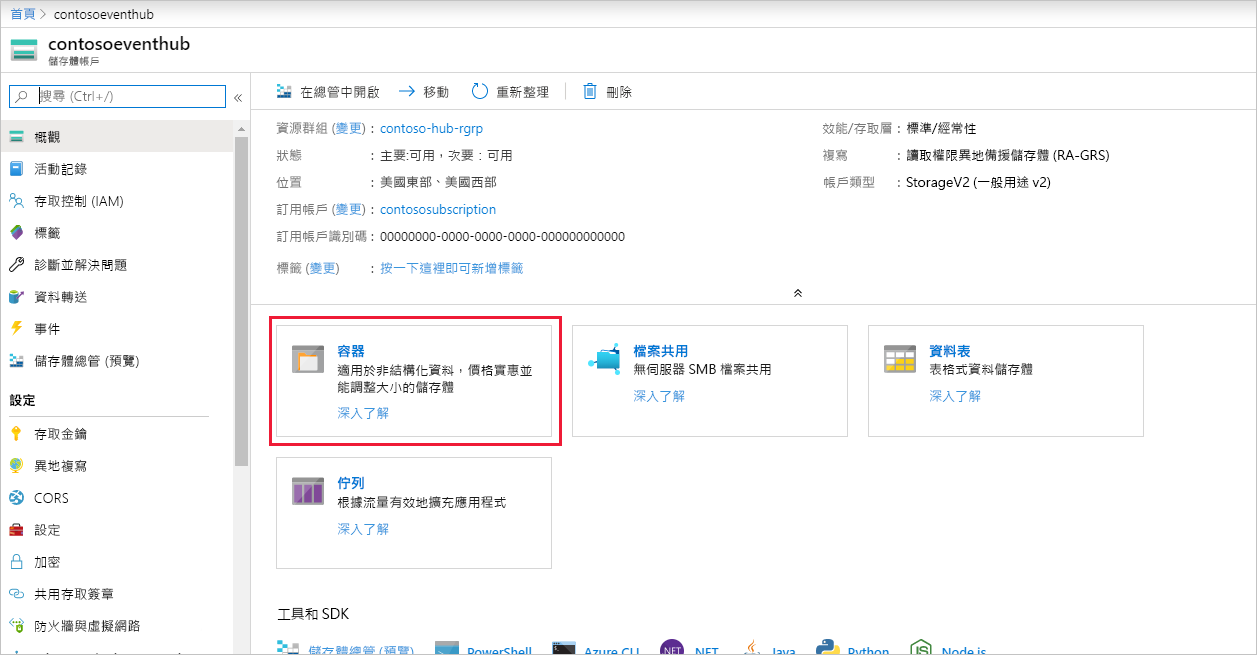 首頁 > contosoeventhub
contosoeventhub
儲存體帳戶
搜尋 (Ctrl+/)
«
概觀
活動記錄
存取控制 (IAM)
標籤
診斷並解決問題
資料轉送
事件
儲存體總管 (預覽)
設定
存取金鑰
異地複寫
CORS
設定
加密
共用存取簽章
防火牆與虛擬網路
在總管中開啟 移動 重新整理 刪除
資源群組 (變更) : contoso-hub-rgrp
狀態 : 主要:可用，次要：可用
位置 : 美國東部、美國西部
訂用帳戶 (變更) : contososubscription
訂用帳戶識別碼 : 00000000-0000-0000-0000-000000000000
標籤 (變更) : 按一下這裡即可新增標籤
效能/存取層 : 標準/經常性
複寫 : 讀取權限異地備援儲存體 (RA-GRS)
帳戶類型 : StorageV2 (一般用途 v2)
容器
適用於非結構化資料，價格實惠並
能調整大小的儲存體
深入了解
檔案共用
無伺服器 SMB 檔案共用
深入了解
資料表
表格式資料儲存體
深入了解
佇列
根據流量有效地擴充應用程式
深入了解
工具和 SDK
儲存體總管 (預覽) PowerShell Azure CLI .NET Java Python Node.js